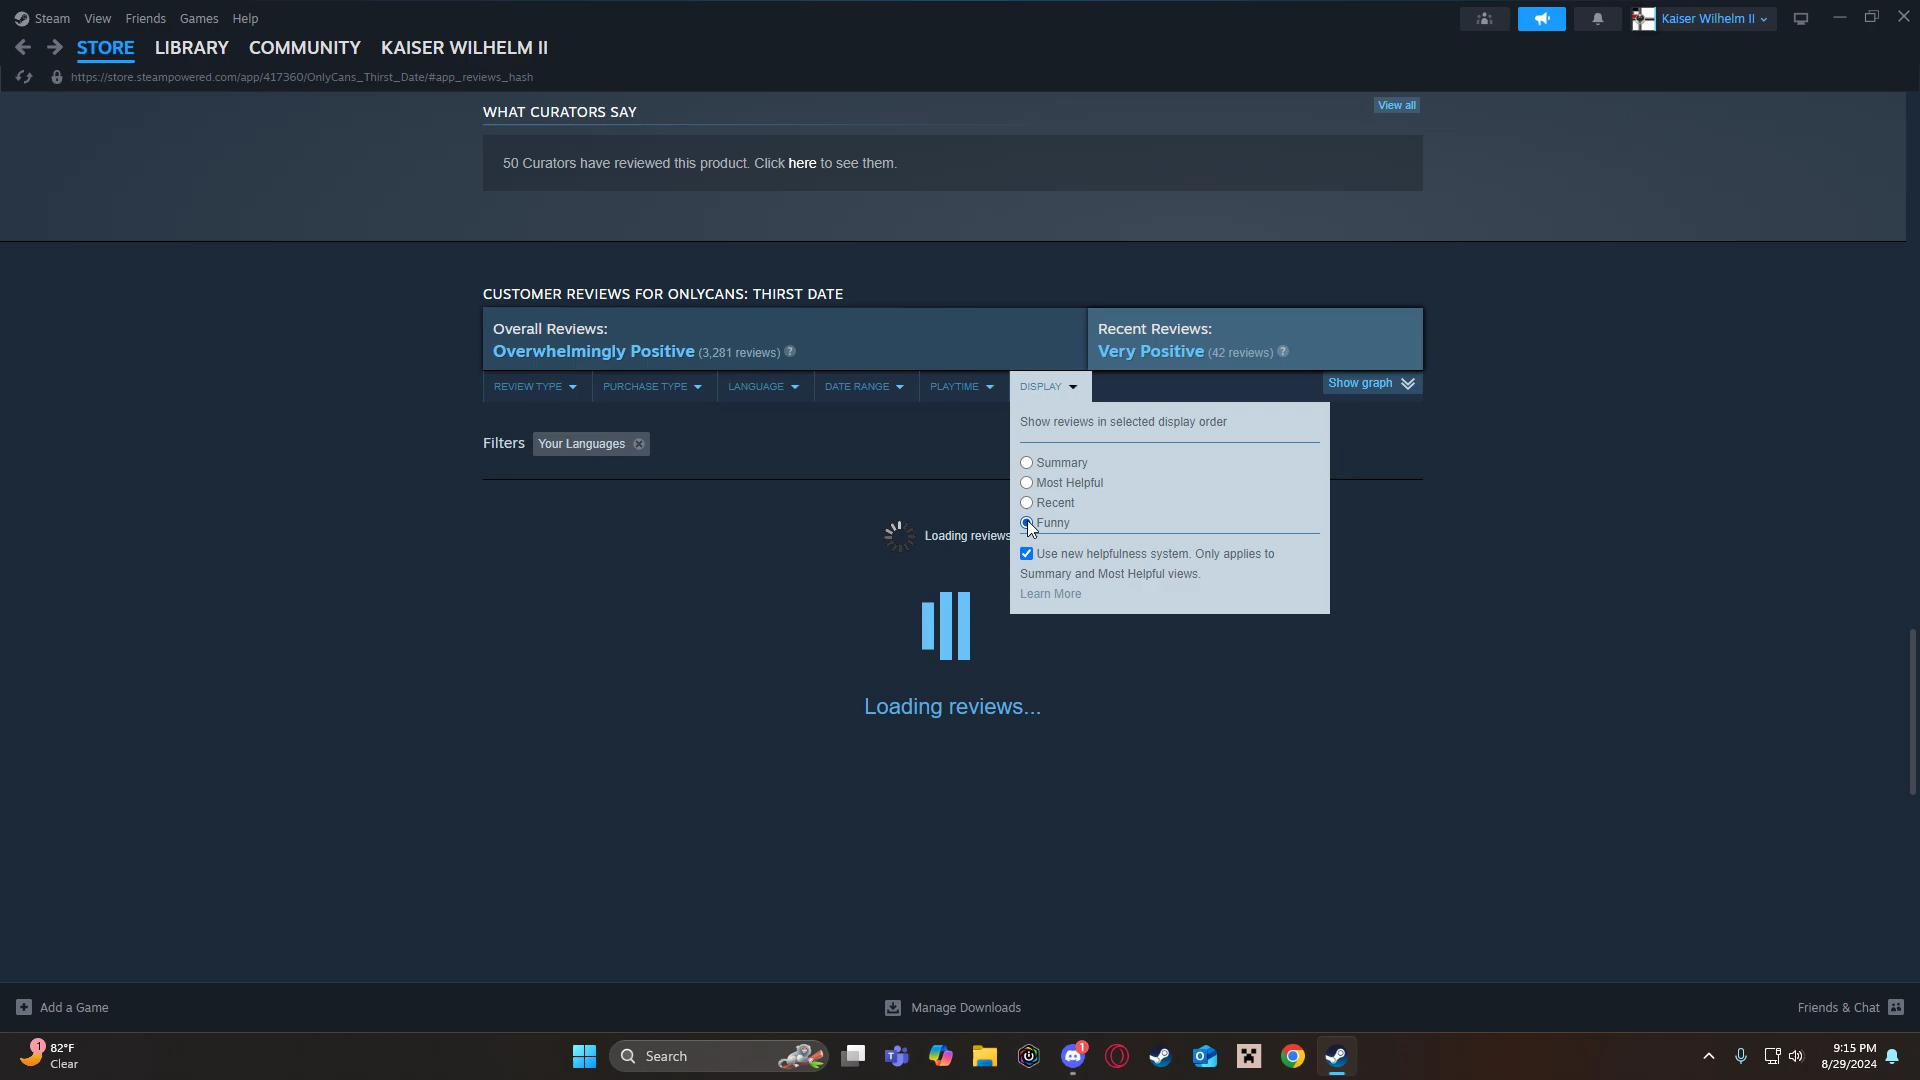 Steam View Friends Games Help
Kaiser Wilhelm II
STORE LIBRARY COMMUNITY KAISER WILHELM II
https://store.steampowered.com/app/417360/OnlyCans_Thirst_Date/#app_reviews_hash
WHAT CURATORS SAY
View all
50 Curators have reviewed this product. Click here to see them.
CUSTOMER REVIEWS FOR ONLYCANS: THIRST DATE
Overall Reviews:
Overwhelmingly Positive (3,281 reviews) ?
Recent Reviews:
Very Positive (42 reviews) ?
REVIEW TYPE PURCHASE TYPE LANGUAGE DATE RANGE PLAYTIME DISPLAY
Show graph
Show reviews in selected display order
Filters Your Languages
Summary
Most Helpful
Recent
Funny
Loading reviews
Use new helpfulness system. Only applies to
Summary and Most Helpful views.
Learn More
Loading reviews...
Add a Game
Manage Downloads
Friends & Chat
1
82°F
Clear
Search
1
9:15 PM
8/29/2024